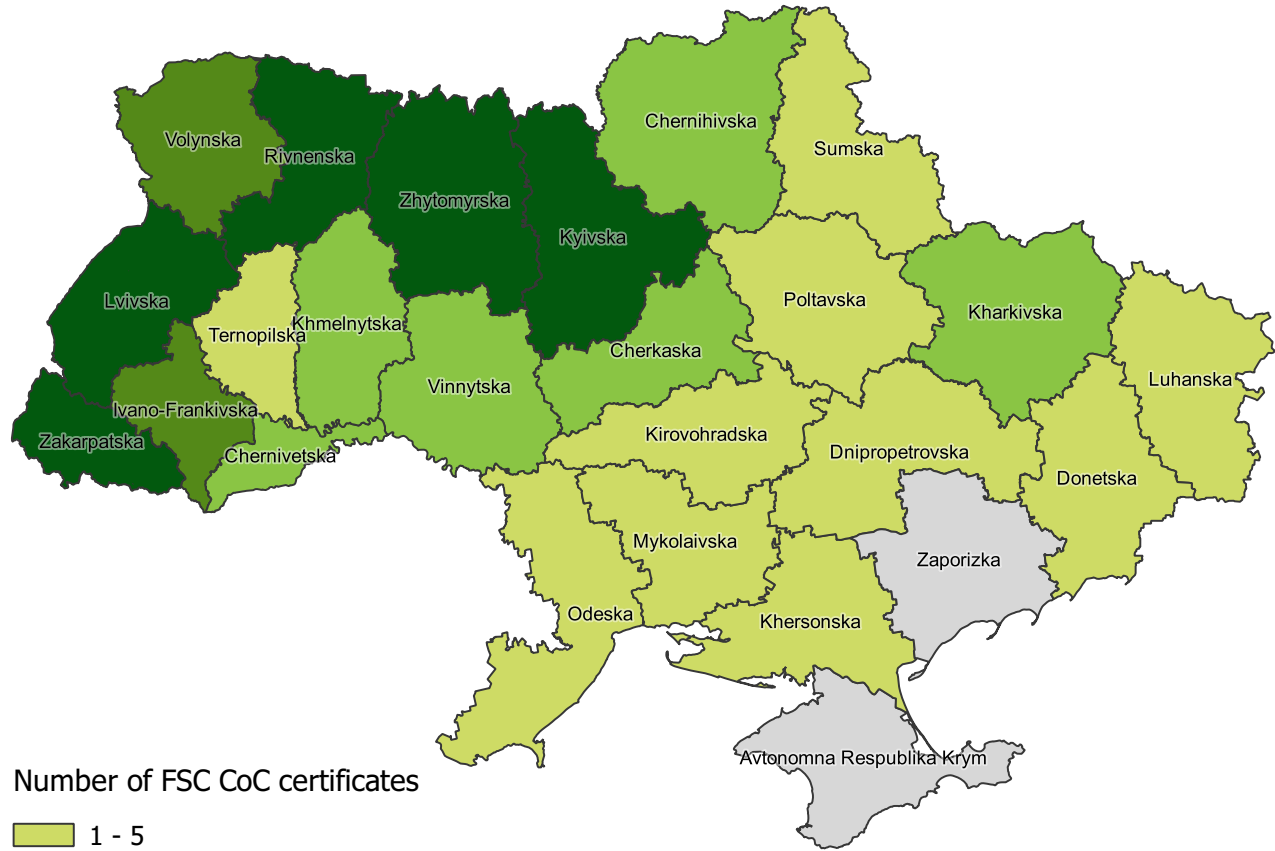 Chernihivska
Volynska
Sumska
Rivnenska
Zhytomyrska
Kyivska
Lvivska
Poltavska
Kharkivska
Khmelnytska
Ternopilska
Cherkaska
Luhanska
Vinnytska
Ivano-Frankivska
Kirovohradska
Zakarpatska
Dnipropetrovska
Chernivetska
Donetska
Mykolaivska
Zaporizka
Odeska
Khersonska
Avtonomna Respublika Krym
Number of FSC CoC certificates
1 - 5